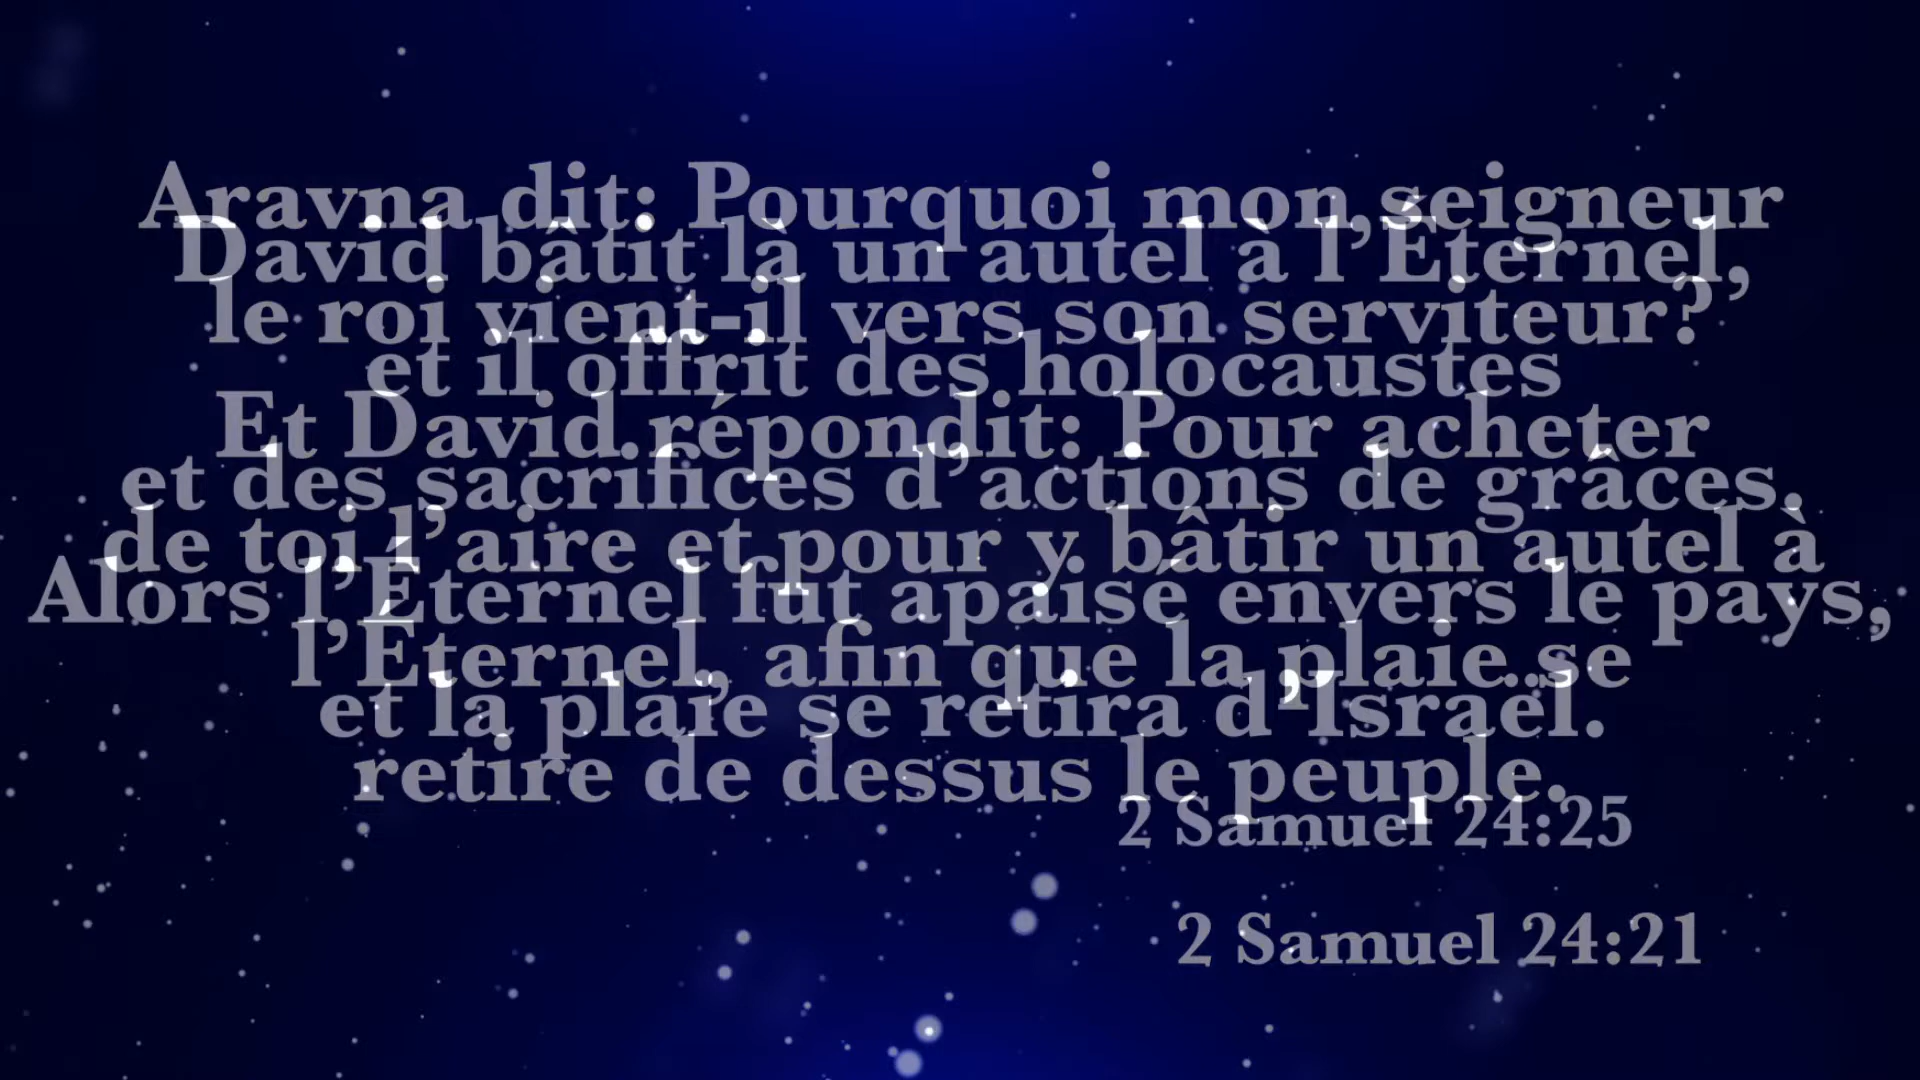 Aravna dit: Pourquoi mon seigneur
le roi vient-il vers son serviteur?
Et David répondit: Pour acheter
de toi l’aire et pour y bâtir un autel à
l’Éternel, afin que la plaie se
retire de dessus le peuple.
2 Samuel 24:21
David bâtit là un autel à l’Éternel,
et il offrit des holocaustes
et des sacrifices d’actions de grâces.
Alors l’Éternel fut apaisé envers le pays,
et la plaie se retira d’Israël.
2 Samuel 24:25